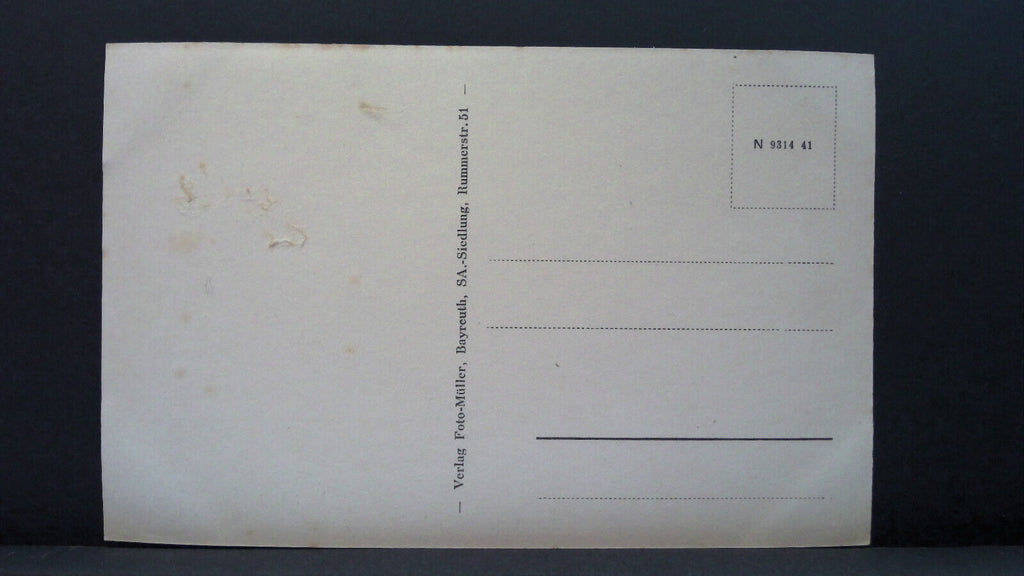 — Verlag Foto-Müller, Bayreuth, SA.-Siedlung, Rummerstr. 51 —
N 9314 41